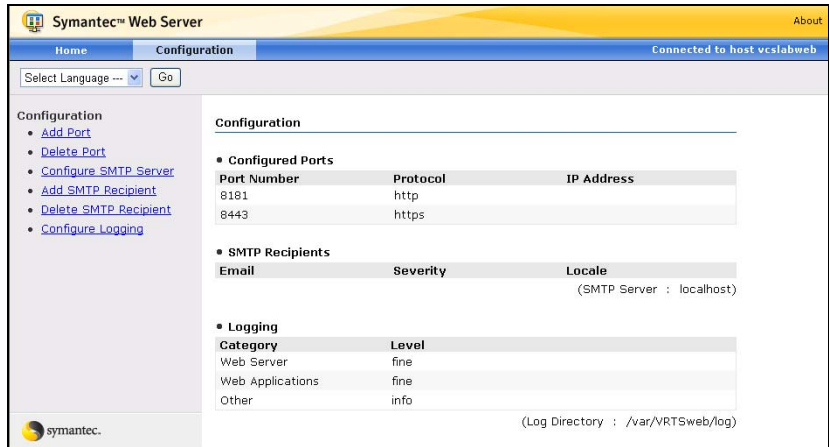 Symantec™ Web Server
About
Home Configuration Connected to host vcslabweb
Select Language --- Go
Configuration
• Add Port
• Delete Port
• Configure SMTP Server
• Add SMTP Recipient
• Delete SMTP Recipient
• Configure Logging
symantec.
Configuration
• Configured Ports
Port Number Protocol IP Address
8181 http
8443 https
• SMTP Recipients
Email Severity Locale
(SMTP Server : localhost)
• Logging
Category Level
Web Server fine
Web Applications fine
Other info
(Log Directory : /var/VRTSweb/log)